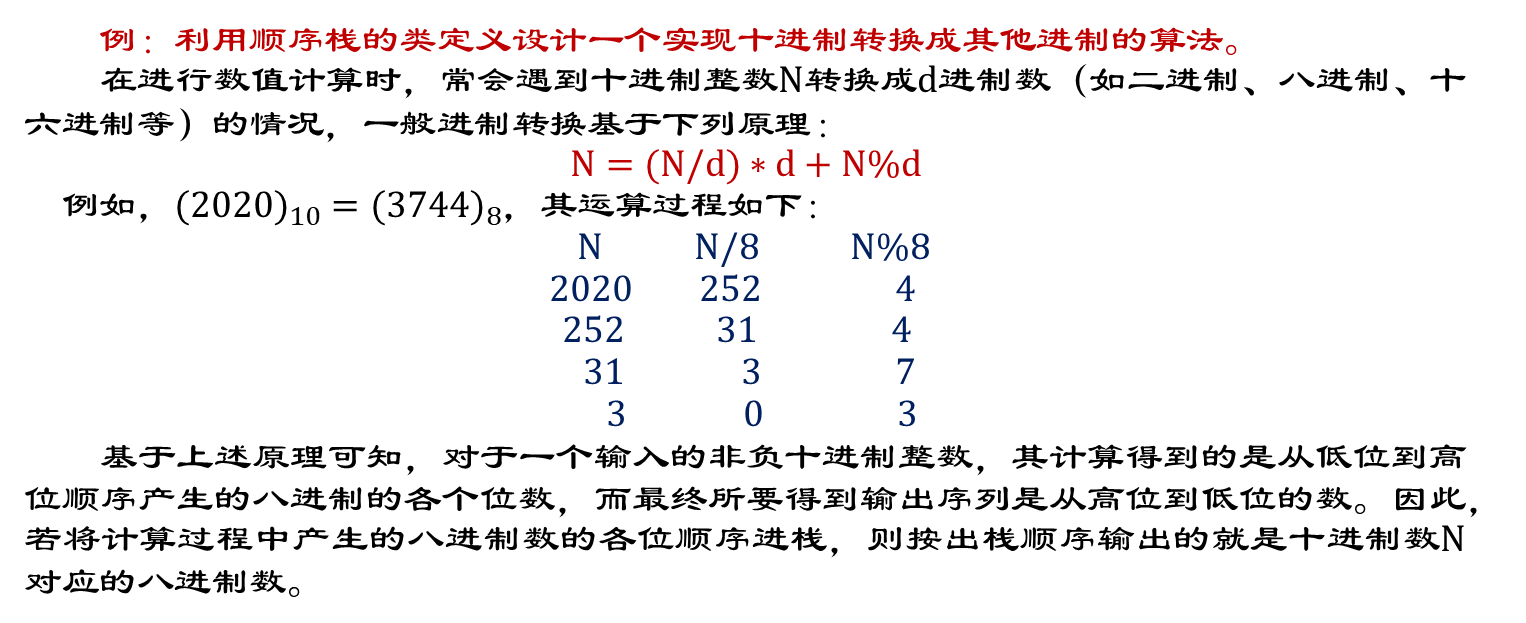 例：利用顺序栈的类定义设计一个实现十进制转换成其他进制的算法。
在进行数值计算时，常会遇到十进制整数N转换成d进制数（如二进制、八进制、十
六进制等）的情况，一般进制转换基于下列原理：
N = (N/d) ∗ d + N%d
例如，(2020)₁₀ = (3744)₈，其运算过程如下：
N N/8 N%8
2020 252 4
252 31 4
31 3 7
3 0 3
基于上述原理可知，对于一个输入的非负十进制整数，其计算得到的是从低位到高
位顺序产生的八进制的各个位数，而最终所要得到输出序列是从高位到低位的数。因此，
若将计算过程中产生的八进制数的各位顺序进栈，则按出栈顺序输出的就是十进制数N
对应的八进制数。